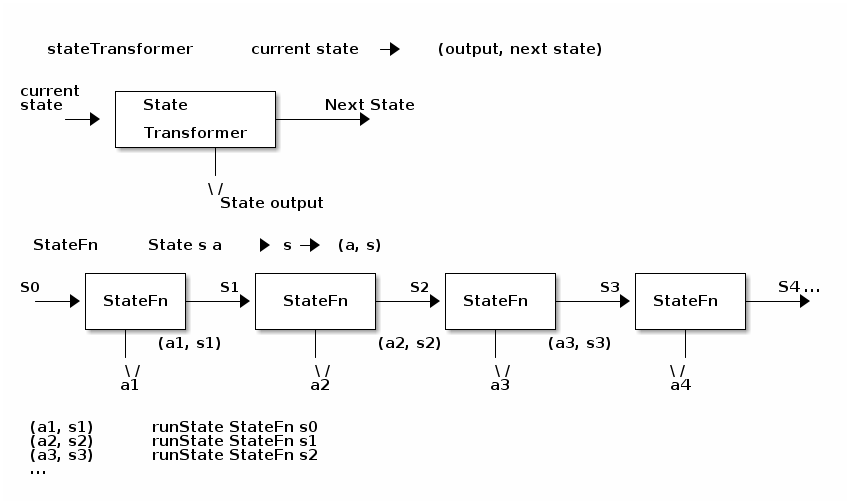 stateTransformer current state (output, next state)
current
state
State
Transformer
Next State
\ /
State output
StateFn State s a s (a, s)
S0 StateFn S1 StateFn S2 StateFn S3 StateFn S4 ...
(a1, s1) (a2, s2) (a3, s3)
\ / \ / \ / \ /
a1 a2 a3 a4
(a1, s1) runState StateFn s0
(a2, s2) runState StateFn s1
(a3, s3) runState StateFn s2
...